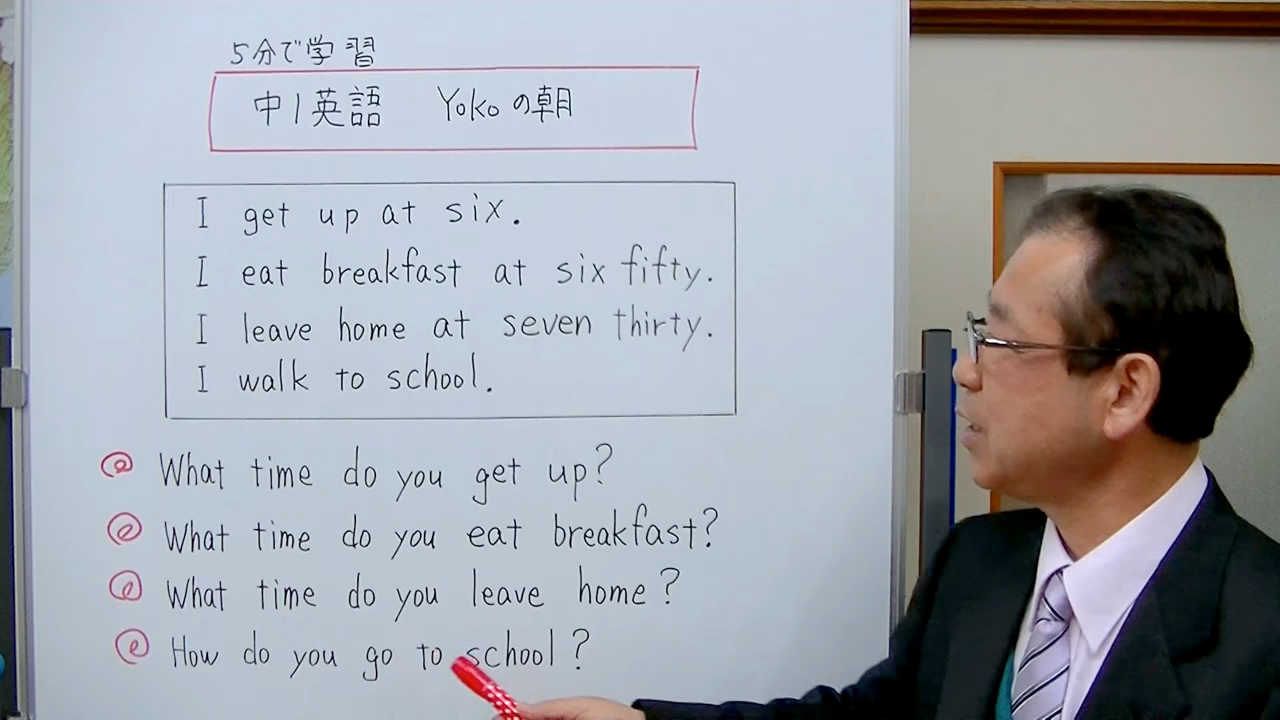 5分で学習
中1英語 Yokoの朝
I get up at six.
I eat breakfast at six fifty.
I leave home at seven thirty.
I walk to school.
@ What time do you get up?
@ What time do you eat breakfast?
@ What time do you leave home?
@ How do you go to school?